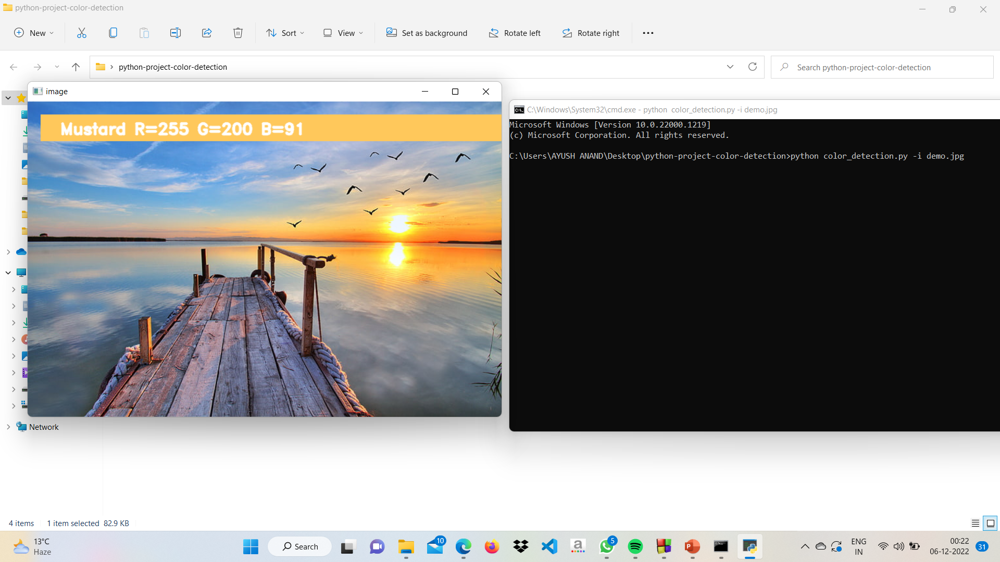 python-project-color-detection
New
Sort
View
Set as background
Rotate left
Rotate right
python-project-color-detection
Search python-project-color-detection
image
Mustard R=255 G=200 B=91
C:\Windows\System32\cmd.exe - python  color_detection.py -i demo.jpg
Microsoft Windows [Version 10.0.22000.1219]
(c) Microsoft Corporation. All rights reserved.
C:\Users\AYUSH ANAND\Desktop\python-project-color-detection>python color_detection.py -i demo.jpg
Network
4 items
1 item selected 82.9 KB
13°C
Haze
Search
10
a
5
P
ENG
IN
00:22
06-12-2022
31